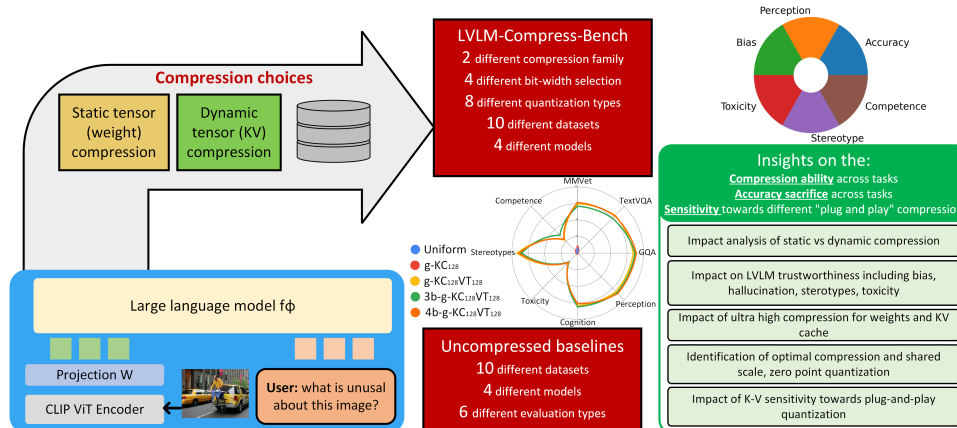 Compression choices
Static tensor
(weight)
compression
Dynamic
tensor (KV)
compression
LVLM-Compress-Bench
2 different compression family
4 different bit-width selection
8 different quantization types
10 different datasets
4 different models
Perception
Bias
Accuracy
Toxicity
Competence
Stereotype
Insights on the:
Compression ability across tasks
Accuracy sacrifice across tasks
Sensitivity towards different "plug and play" compression
Impact analysis of static vs dynamic compression
Impact on LVLM trustworthiness including bias,
hallucination, sterotypes, toxicity
Impact of ultra high compression for weights and KV
cache
Identification of optimal compression and shared
scale, zero point quantization
Impact of K-V sensitivity towards plug-and-play
quantization
MMVet
Competence
TextVQA
Stereotypes
GQA
Toxicity
Perception
Cognition
Uniform
g-KC128
g-KC128VT128
3b-g-KC128VT128
4b-g-KC128VT128
Uncompressed baselines
10 different datasets
4 different models
6 different evaluation types
Large language model fϕ
Projection W
CLIP ViT Encoder
User: what is unusal
about this image?